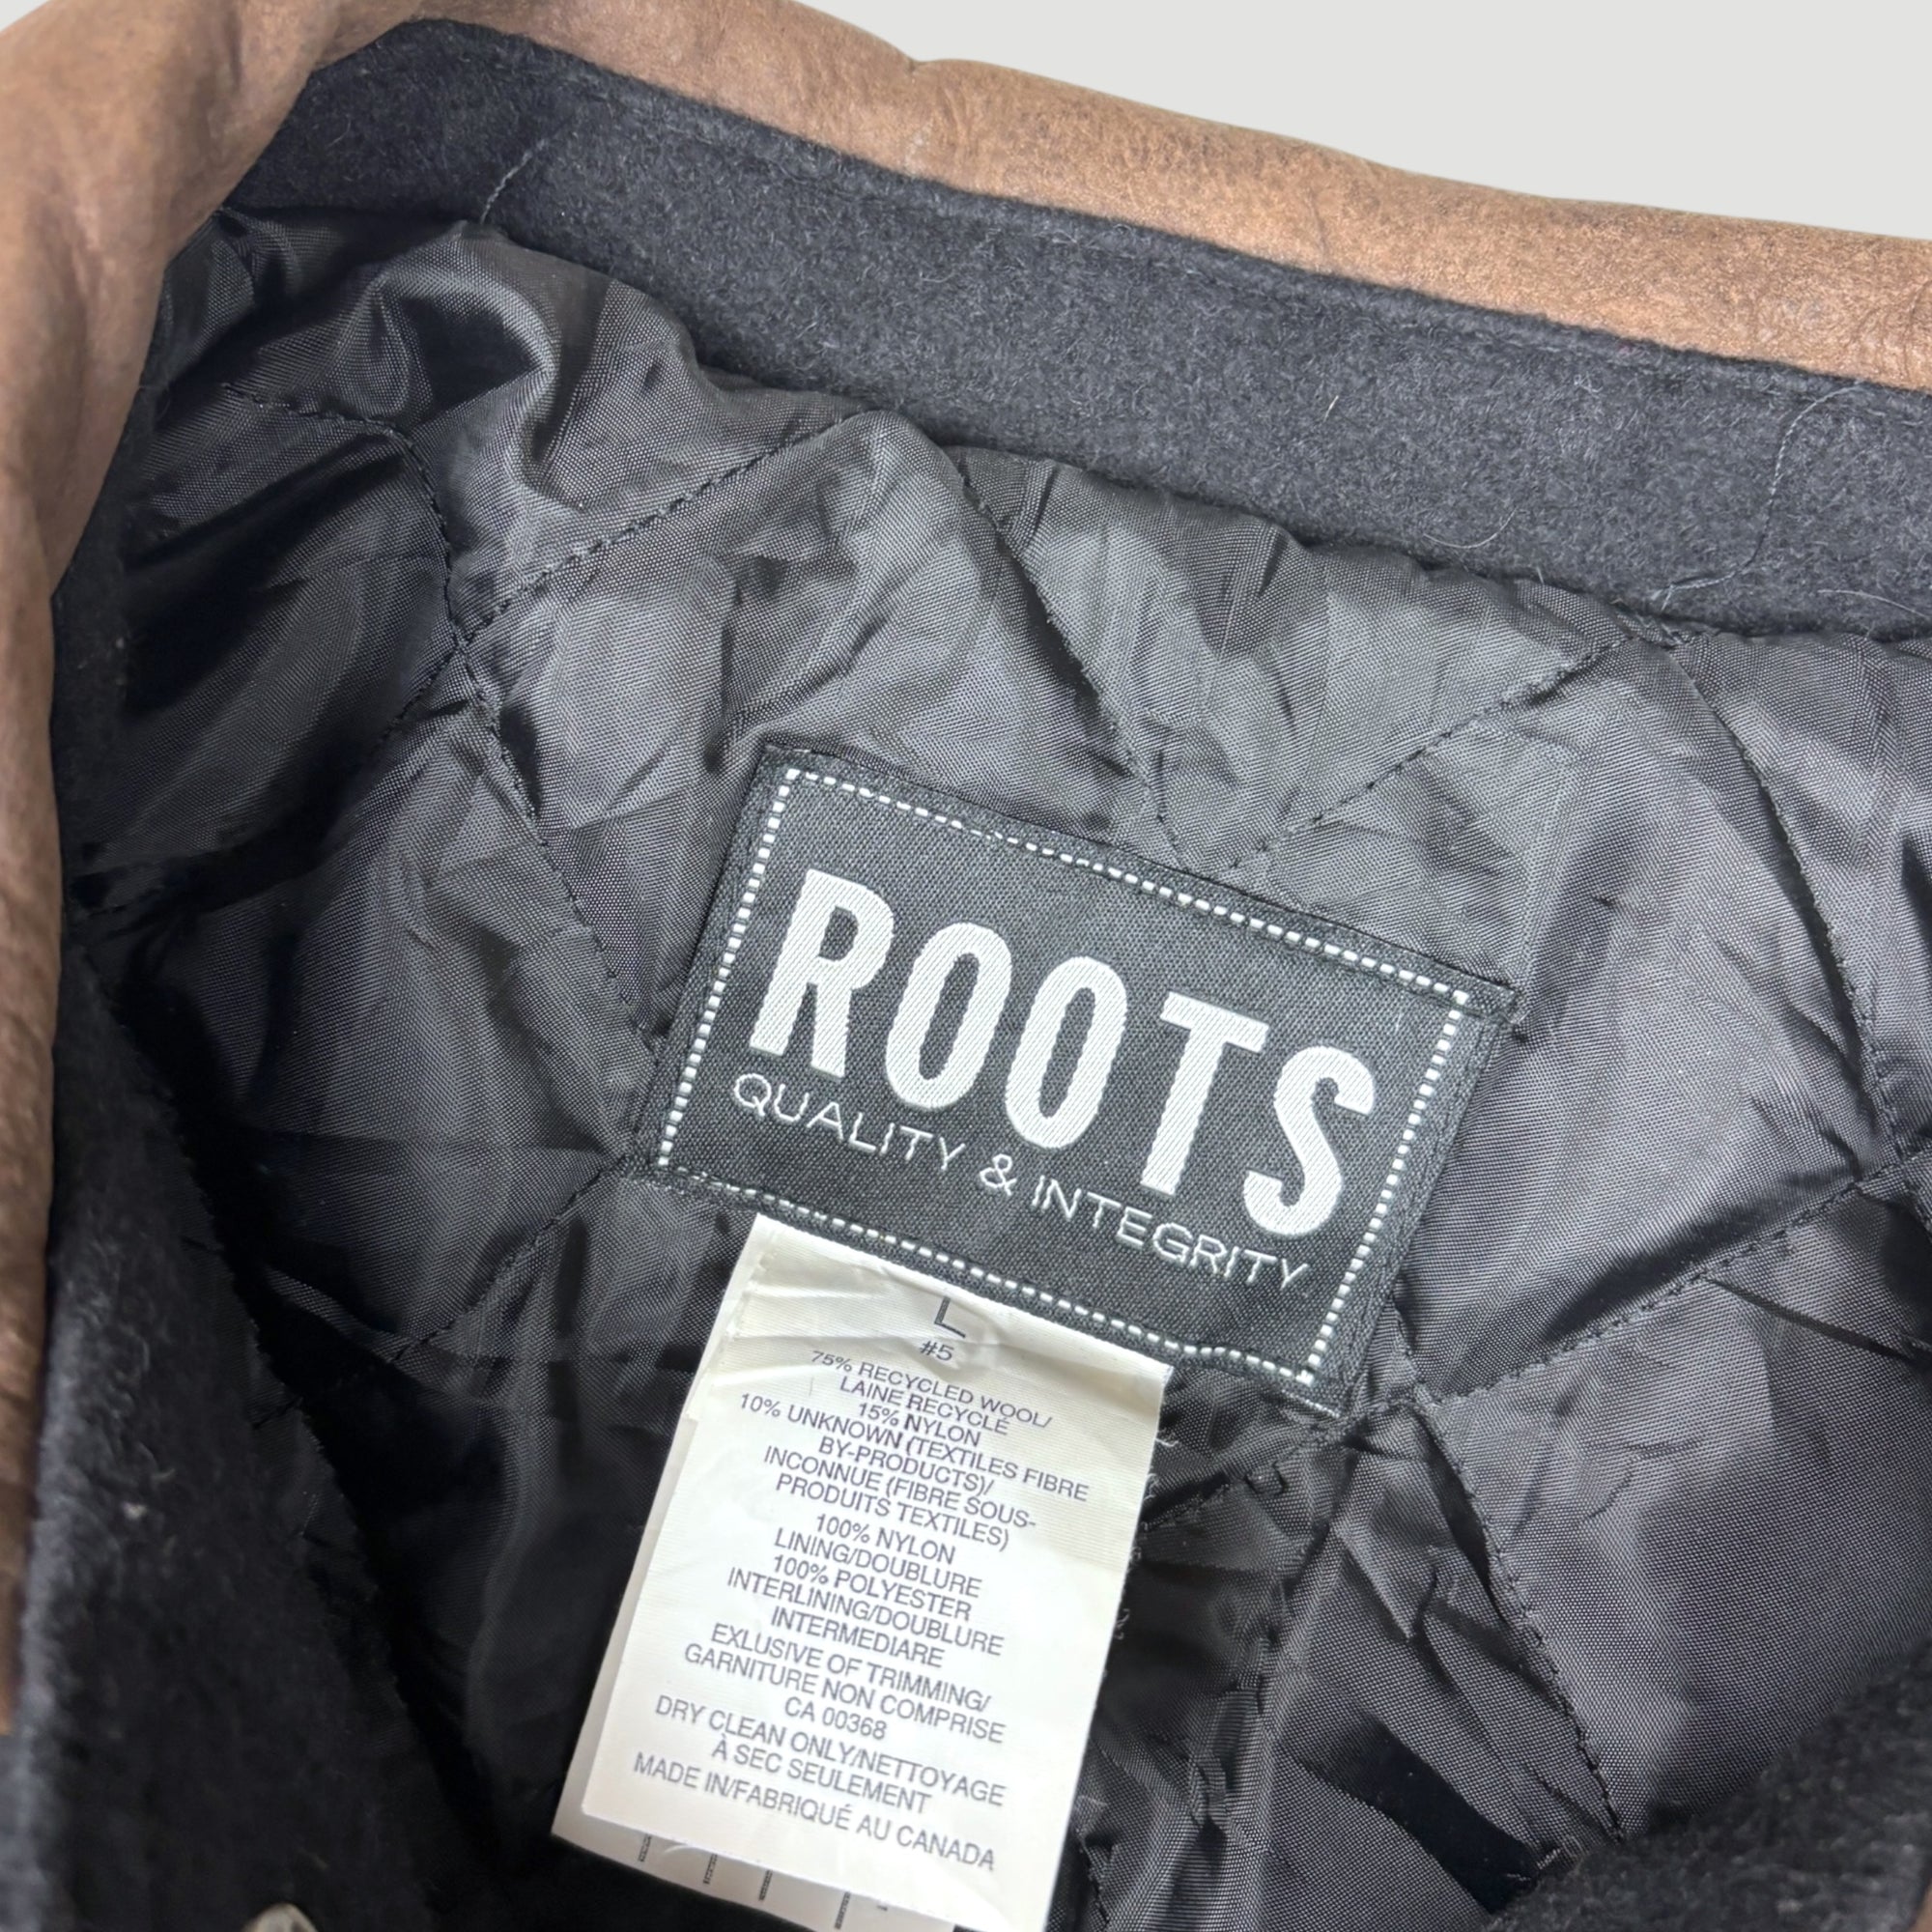 ROOTS
QUALITY & INTEGRITY
L
#5
75% RECYCLED WOOL/
LAINE RECYCLÉ
15% NYLON
10% UNKNOWN (TEXTILES FIBRE
BY-PRODUCTS)/
INCONNUE (FIBRE SOUS-
PRODUITS TEXTILES)
100% NYLON
LINING/DOUBLURE
100% POLYESTER
INTERLINING/DOUBLURE
INTERMEDIARE
EXLUSIVE OF TRIMMING/
GARNITURE NON COMPRISE
CA 00368
DRY CLEAN ONLY/NETTOYAGE
À SEC SEULEMENT
MADE IN/FABRIQUÉ AU CANADA